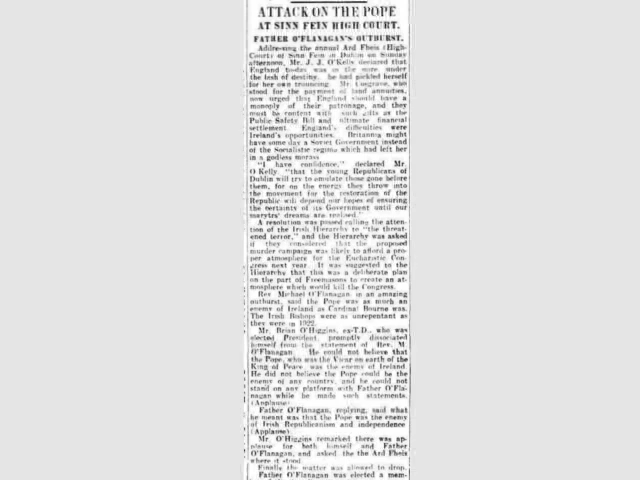 ATTACK ON THE POPE
AT SINN FEIN HIGH COURT.
FATHER O'FLANAGAN'S OUTBURST.
Addressing the annual Ard Fheis (High
Court) of Sinn Fein in Dublin on Sunday
afternoon, Mr. J. J. O'Kelly declared that
England to-day was on the under
the lash of destiny. he had pickled herself
for her own trouncing. Mr. Cosgrave, who
stood for the payment of land annuities,
now urged that England should have a
monopoly of their patronage, and they
must be content with such gifts as the
Public Safety Bill and ultimate financial
settlement. England's difficulties were
Ireland's opportunities. Britannia might
have some day a Soviet Government instead
of the Socialistic regime which had left her
in a godless morass
"I have confidence," declared Mr.
O Kelly "that the young Republicans of
Dublin will try to emulate those gone before
them, for on the energy they throw into
the movement for the restoration of the
Republic will depend our hopes of ensuring
the certainty of its Government until our
martyrs' dreams are realised."
A resolution was passed calling the atten-
tion of the Irish Hierarchy to "the threat-
ened terror," and the Hierarchy was asked
if they considered that the proposed
murder campaign was likely to afford a pro-
per atmosphere for the Eucharistic Con-
gress next year. It was suggested to the
Hierarchy that this was a deliberate plan
on the part of Freemasons to create an at-
mosphere which would kill the Congress.
Rev. Michael O'Flanagan in an amazing
outburst, said the Pope was as much an
enemy of Ireland as Cardinal Bourne was.
The Irish Bishops were as unrepentant as
they were in 1922.
Mr. Brian O'Higgins, ex-T.D., who was
elected President, promptly dissociated
himself from the statement of Rev. M.
O'Flanagan. He could not believe that
the Pope, who was the Vicar on earth of the
King of Peace, was the enemy of Ireland.
He did not believe the Pope could be the
enemy of any country, and he could not
stand on any platform with Father O'Fla-
nagan while he made such statements.
(Applause)
Father O'Flanagan, replying, said what
he meant was that the Pope was the enemy
of Irish Republicanism and independence
(Applause).
Mr. O'Higgins remarked there was ap-
plause for both himself and Father
O'Flanagan, and asked the the Ard Fheis
where it stood.
Finally the matter was allowed to drop.
Father O'Flanagan was elected a mem-